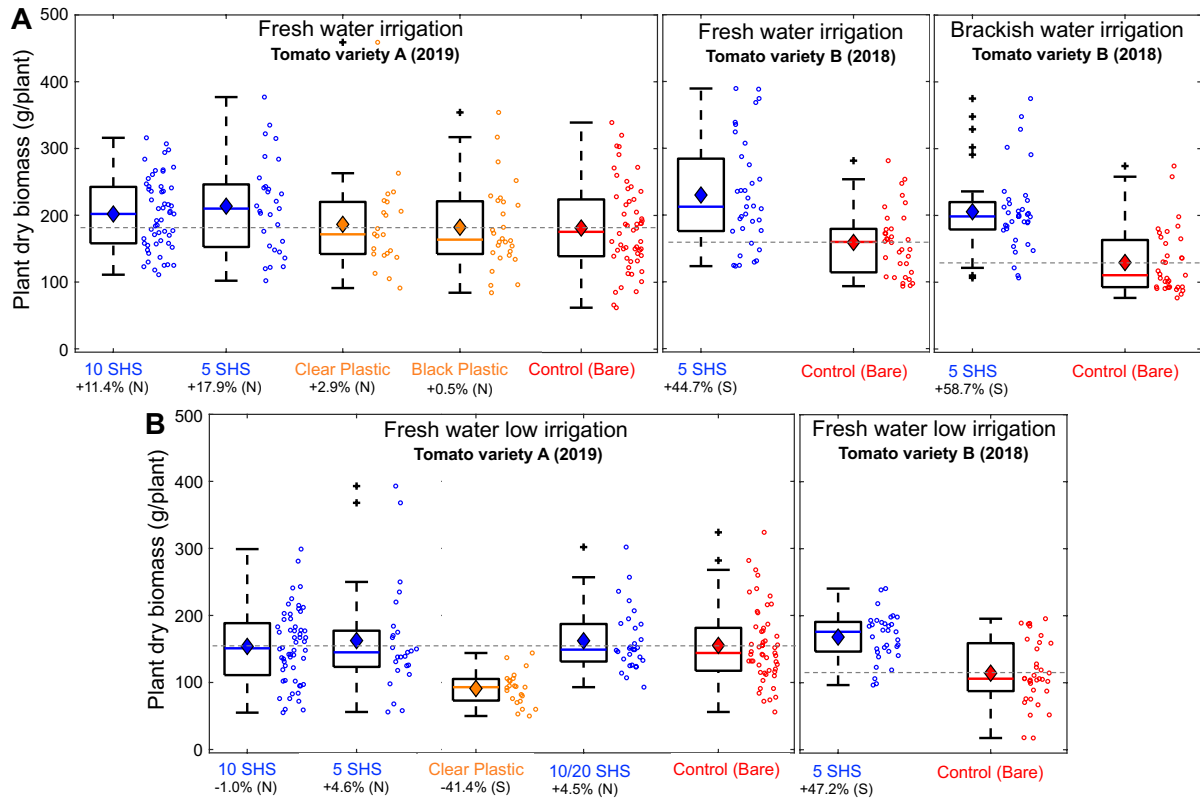 A
Fresh water irrigation
Tomato variety A (2019)
Fresh water irrigation
Tomato variety B (2018)
Brackish water irrigation
Tomato variety B (2018)
Plant dry biomass (g/plant)
500
400
300
200
100
0
10 SHS
+11.4% (N)
5 SHS
+17.9% (N)
Clear Plastic
+2.9% (N)
Black Plastic
+0.5% (N)
Control (Bare)
5 SHS
+44.7% (S)
Control (Bare)
5 SHS
+58.7% (S)
Control (Bare)
B
Fresh water low irrigation
Tomato variety A (2019)
Fresh water low irrigation
Tomato variety B (2018)
Plant dry biomass (g/plant)
500
400
300
200
100
0
10 SHS
-1.0% (N)
5 SHS
+4.6% (N)
Clear Plastic
-41.4% (S)
10/20 SHS
+4.5% (N)
Control (Bare)
5 SHS
+47.2% (S)
Control (Bare)